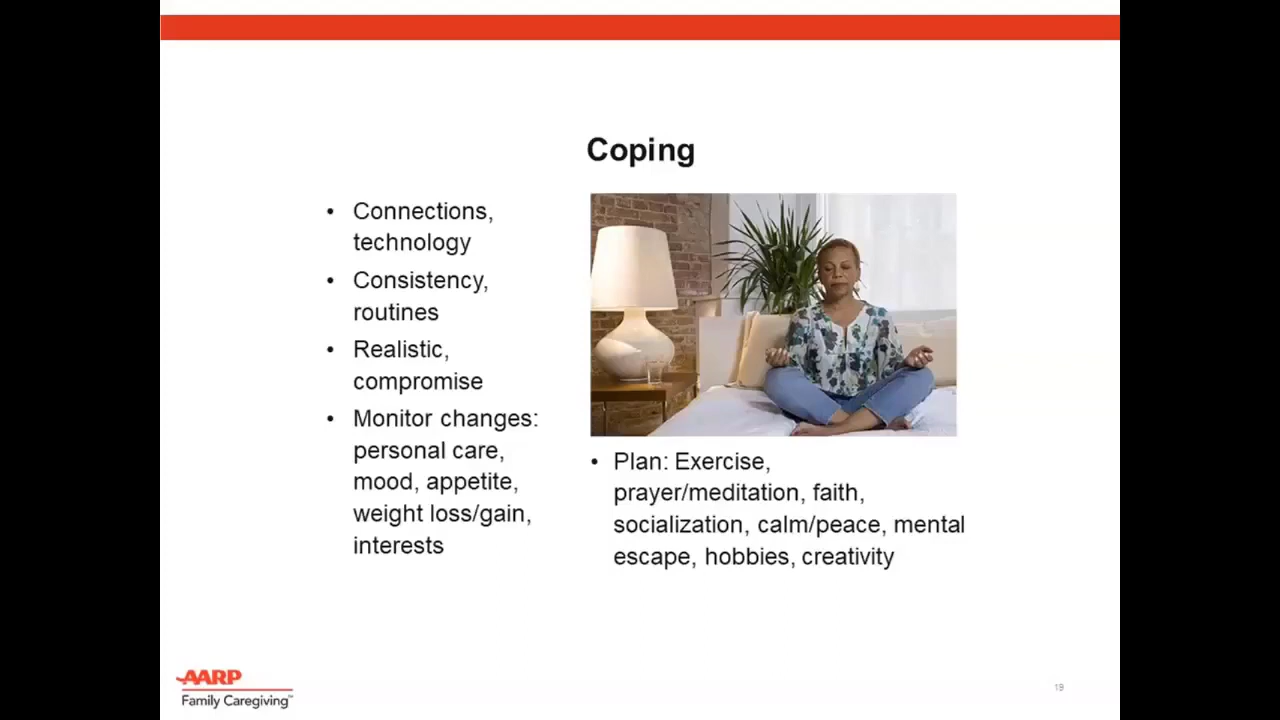 Coping
• Connections,
technology
• Consistency,
routines
• Realistic,
compromise
• Monitor changes:
personal care,
mood, appetite,
weight loss/gain,
interests
• Plan: Exercise,
prayer/meditation, faith,
socialization, calm/peace, mental
escape, hobbies, creativity
AARP
Family Caregiving™
19